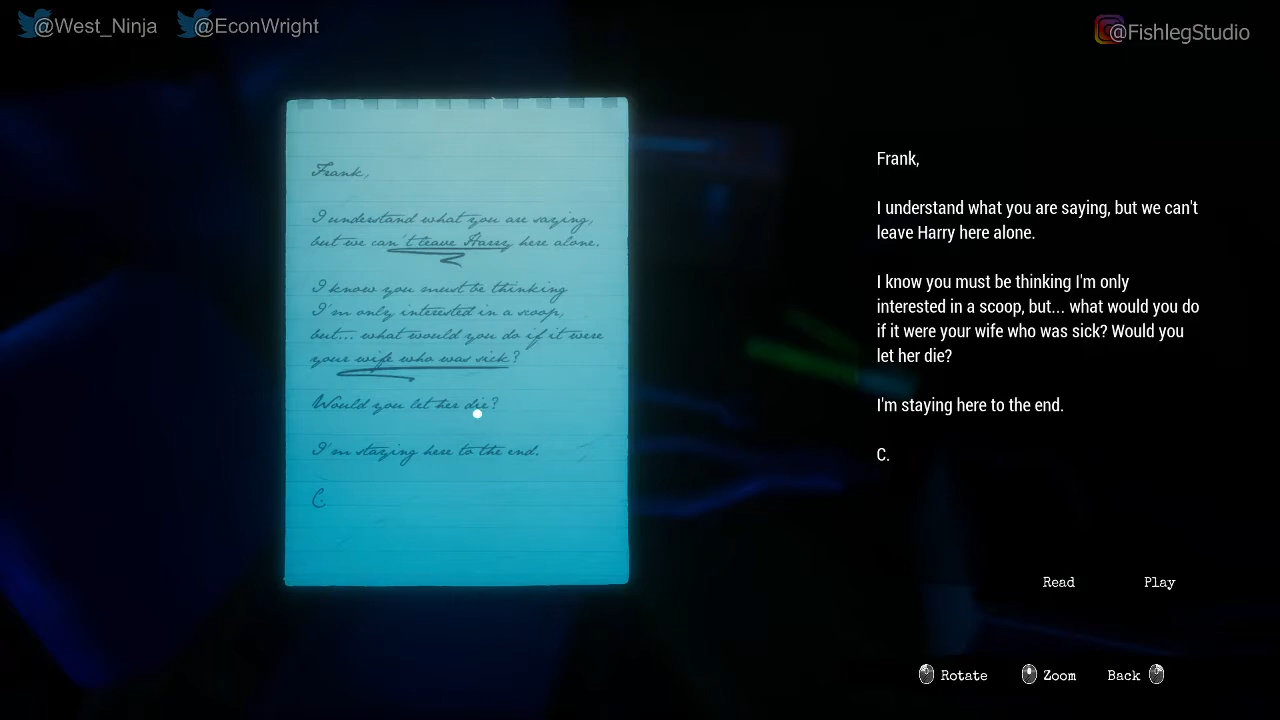 @West_Ninja @EconWright
@FishlegStudio
Frank,
I understand what you are saying,
but we can't leave Harry here alone.
I know you must be thinking
I'm only interested in a scoop,
but... what would you do if it were
your wife who was sick?
Would you let her die?
I'm staying here to the end.
C.
Frank,
I understand what you are saying, but we can't
leave Harry here alone.
I know you must be thinking I'm only
interested in a scoop, but... what would you do
if it were your wife who was sick? Would you
let her die?
I'm staying here to the end.
C.
Read Play
Rotate Zoom Back